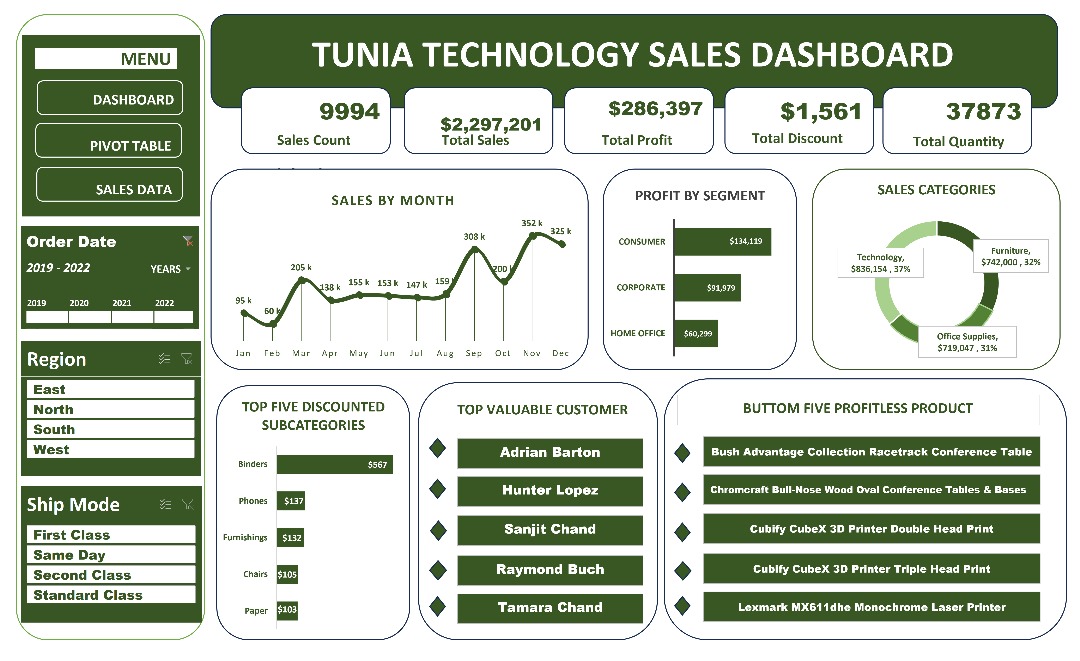 MENU
DASHBOARD
PIVOT TABLE
SALES DATA
Order Date
2019 - 2022
YEARS
2019 2020 2021 2022
Region
East
North
South
West
Ship Mode
First Class
Same Day
Second Class
Standard Class
TUNIA TECHNOLOGY SALES DASHBOARD
9994
Sales Count
$2,297,201
Total Sales
$286,397
Total Profit
$1,561
Total Discount
37873
Total Quantity
SALES BY MONTH
95 k 60 k 205 k 138 k 155 k 153 k 147 k 159 308 k 200 k 352 k 325 k
Jan Feb Mar Apr May Jun Jul Aug Sep Oct Nov Dec
PROFIT BY SEGMENT
CONSUMER $134,119
CORPORATE $91,979
HOME OFFICE $60,299
SALES CATEGORIES
Technology,
$836,154 , 37%
Furniture,
$742,000 , 32%
Office Supplies,
$719,047 , 31%
TOP FIVE DISCOUNTED
SUBCATEGORIES
Binders $567
Phones $137
Furnishings $132
Chairs $105
Paper $103
TOP VALUABLE CUSTOMER
Adrian Barton
Hunter Lopez
Sanjit Chand
Raymond Buch
Tamara Chand
BUTTOM FIVE PROFITLESS PRODUCT
Bush Advantage Collection Racetrack Conference Table
Chromcraft Bull-Nose Wood Oval Conference Tables & Bases
Cubify CubeX 3D Printer Double Head Print
Cubify CubeX 3D Printer Triple Head Print
Lexmark MX611dhe Monochrome Laser Printer